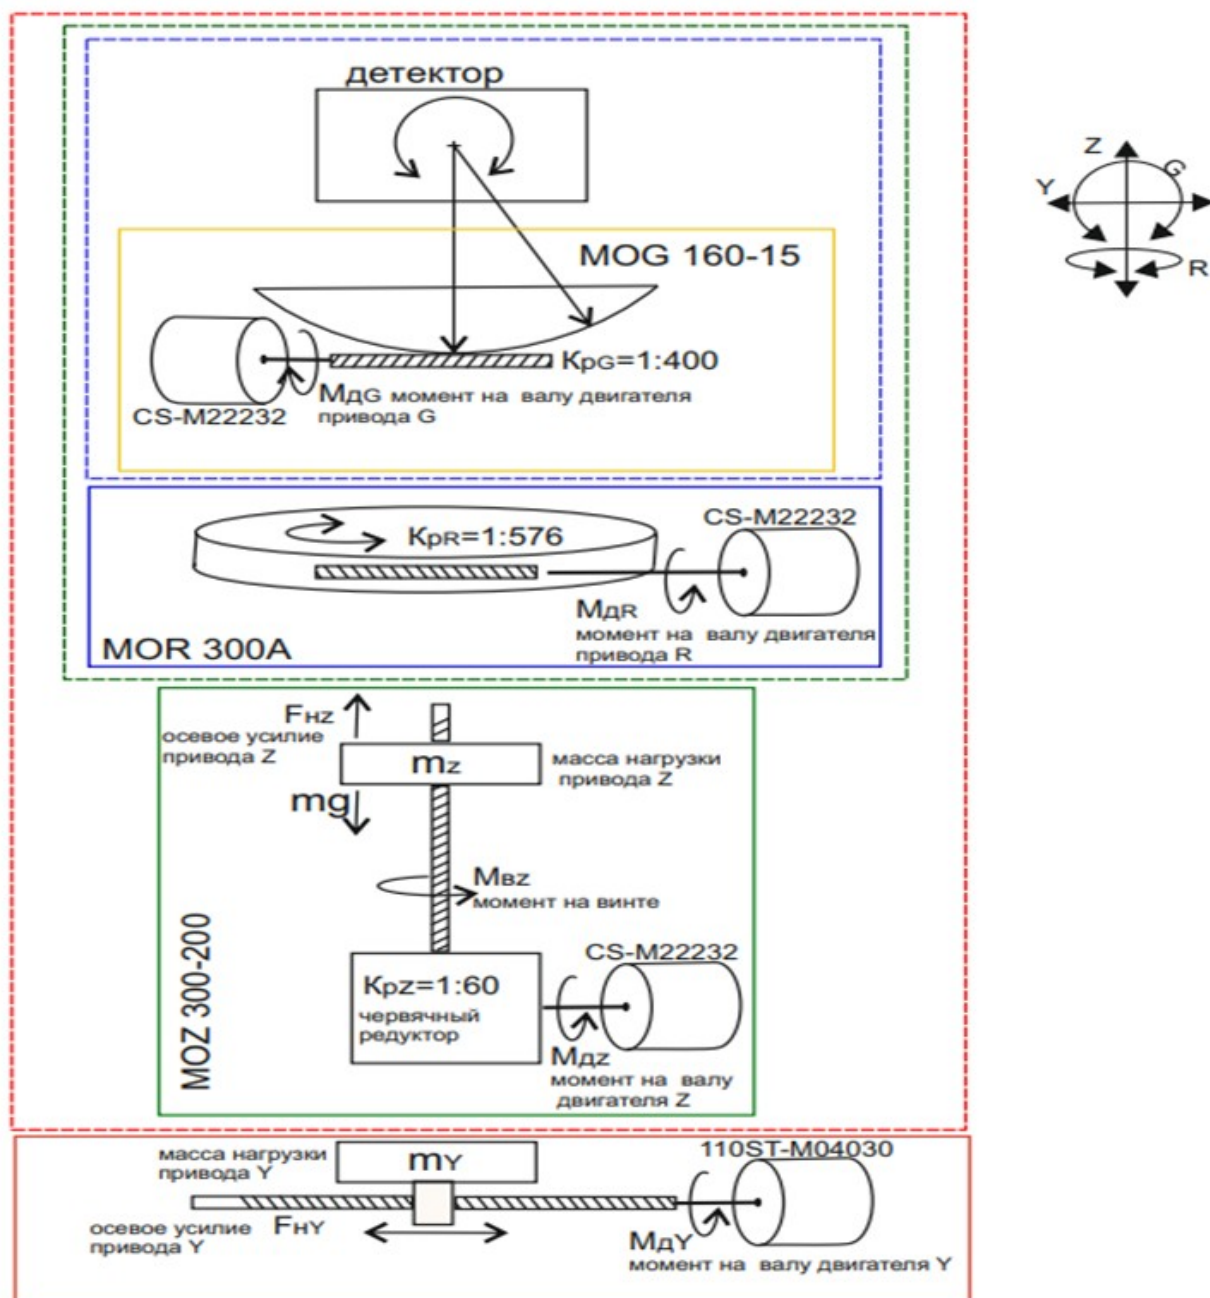 детектор
Z
G
Y
R
MOG 160-15
КрG=1:400
МдG момент на валу двигателя
привода G
CS-M22232
CS-M22232
КрR=1:576
МдR
момент на валу двигателя
привода R
MOR 300A
Fнz
осевое усилие
привода Z
mz
масса нагрузки
привода Z
mg
Мвz
момент на винте
MOZ 300-200
CS-M22232
Крz=1:60
червячный
редуктор
Мдz
момент на валу
двигателя Z
масса нагрузки
привода Y
mY
110ST-M04030
осевое усилие
привода Y
FнY
МдY
момент на валу двигателя Y